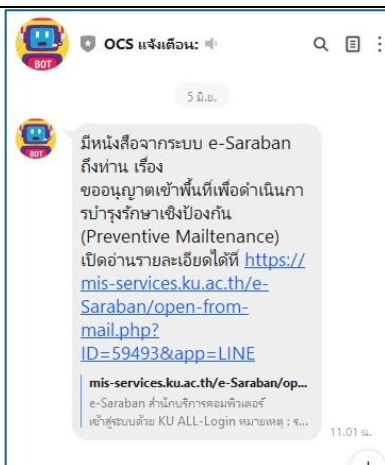 OCS แจ้งเตือน:
BOT
5 มิ.ย.
BOT
มีหนังสือจากระบบ e-Saraban
ถึงท่าน เรื่อง
ขออนุญาตเข้าพื้นที่เพื่อดำเนินกา
รบำรุงรักษาเชิงป้องกัน
(Preventive Mailtenance)
เปิดอ่านรายละเอียดได้ที่ https://
mis-services.ku.ac.th/e-
Saraban/open-from-
mail.php?
ID=59493&app=LINE
mis-services.ku.ac.th/e-Saraban/op...
e-Saraban สำนักบริการคอมพิวเตอร์
เข้าสู่ระบบด้วย KU ALL-Login หมายเหตุ : ร...
11.01 น.